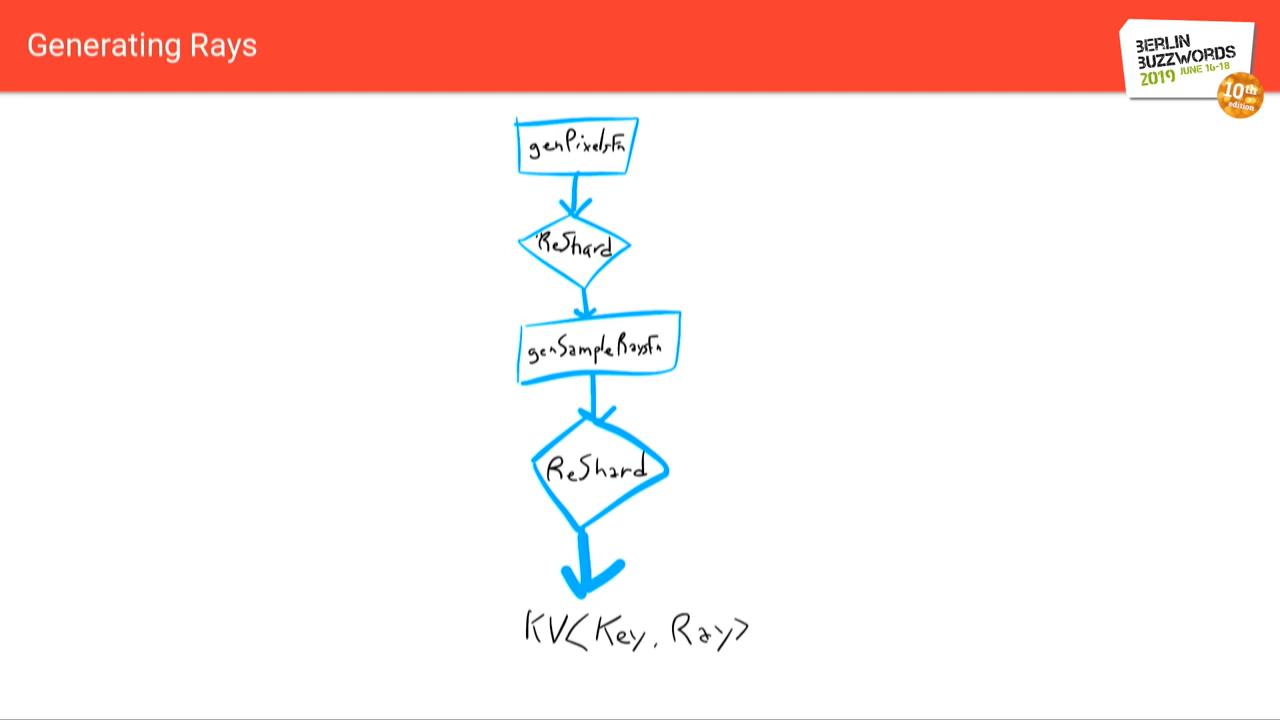 Generating Rays
BERLIN
BUZZWORDS
2019 JUNE 16-18
10th
edition
genPixelsFn
ReShard
genSampleRaysFn
ReShard
KV<Key, Ray>